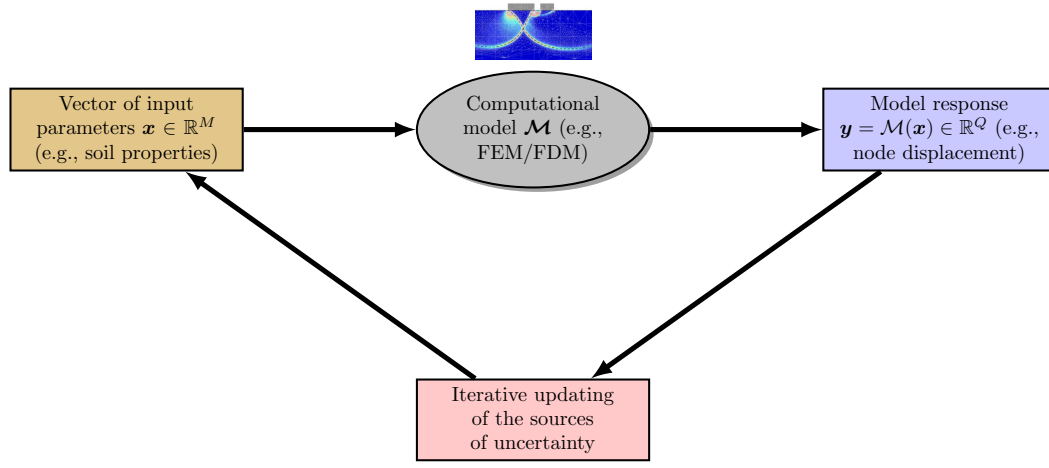 Vector of input
parameters 𝒙 ∈ ℝ^M
(e.g., soil properties)
Computational
model 𝓜 (e.g.,
FEM/FDM)
Model response
𝒚 = ℳ(𝒙) ∈ ℝ^Q (e.g.,
node displacement)
Iterative updating
of the sources
of uncertainty